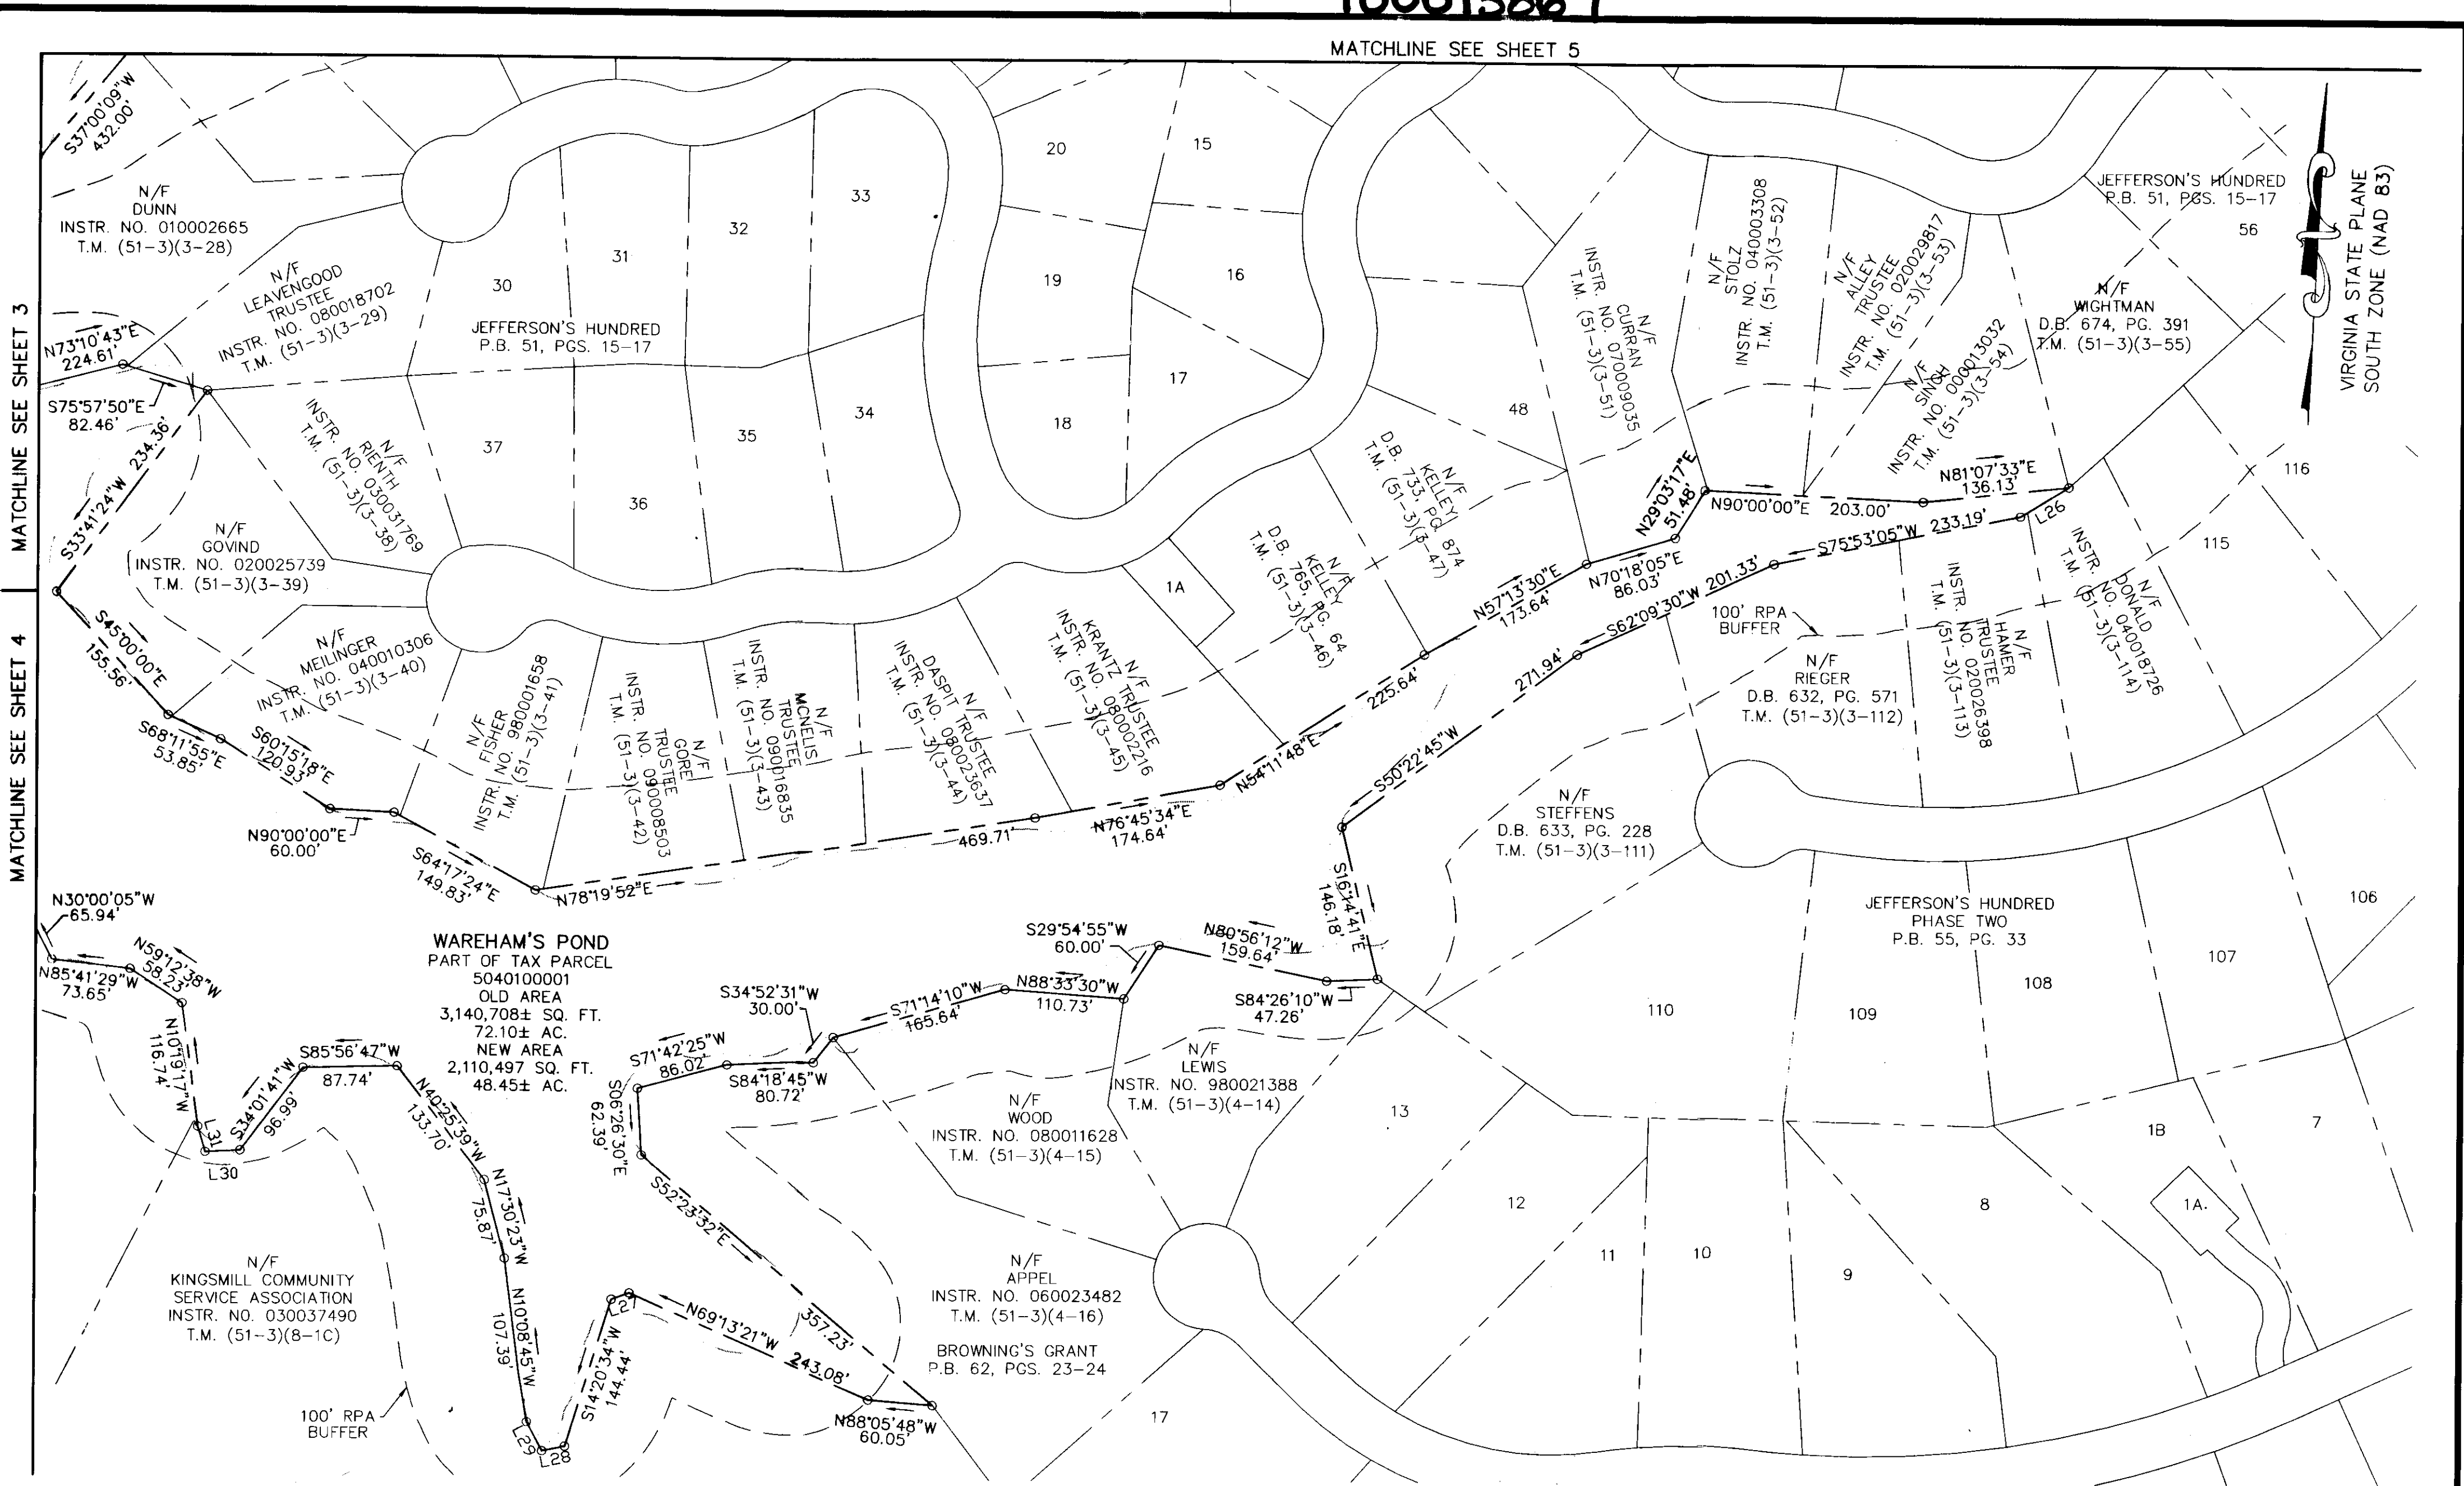 MATCHLINE SEE SHEET 5
S37°00'09"W
432.00'
N/F
DUNN
INSTR. NO. 010002665
T.M. (51-3)(3-28)
N/F
LEAVENGOOD
TRUSTEE
INSTR. NO. 080018702
T.M. (51-3)(3-29)
30
31
32
33
20
15
19
16
18
17
JEFFERSON'S HUNDRED
P.B. 51, PGS. 15-17
37
36
35
34
48
N/F
CURRAN
INSTR. NO. 070009035
T.M. (51-3)(3-51)
N/F
STOLZ
INSTR. NO. 040003308
T.M. (51-3)(3-52)
N/F
ALLEY
TRUSTEE
INSTR. NO. 020029817
T.M. (51-3)(3-53)
N/F
SINGH
INSTR. NO. 000013032
T.M. (51-3)(3-54)
JEFFERSON'S HUNDRED
P.B. 51, PGS. 15-17
56
N/F
WIGHTMAN
D.B. 674, PG. 391
T.M. (51-3)(3-55)
VIRGINIA STATE PLANE
SOUTH ZONE (NAD 83)
MATCHLINE SEE SHEET 3
MATCHLINE SEE SHEET 4
N73°10'43"E
224.61'
S75°57'50"E
82.46'
S33°41'24"W 234.36'
N/F
RIENTH
INSTR. NO. 030031769
T.M. (51-3)(3-38)
N/F
GOVIND
INSTR. NO. 020025739
T.M. (51-3)(3-39)
S45°00'00"E
155.56'
N/F
MEILINGER
INSTR. NO. 040010306
T.M. (51-3)(3-40)
S68°11'55"E
53.85'
S60°15'18"E
120.93'
N90°00'00"E
60.00'
S64°17'24"E
149.83'
N/F
FISHER
INSTR. NO. 980001658
T.M. (51-3)(3-41)
N/F
GORE
TRUSTEE
INSTR. NO. 090008503
T.M. (51-3)(3-42)
N/F
MCNELIS
TRUSTEE
INSTR. NO. 090016835
T.M. (51-3)(3-43)
N/F
DASPIT TRUSTEE
INSTR. NO. 080023637
T.M. (51-3)(3-44)
N/F
KRANTZ TRUSTEE
INSTR. NO. 080002216
T.M. (51-3)(3-45)
1A
N/F
KELLEY
D.B. 765, PG. 64
T.M. (51-3)(3-46)
N/F
KELLEY
D.B. 733, PG. 874
T.M. (51-3)(3-47)
N78°19'52"E
469.71'
N76°45'34"E
174.64'
N54°11'48"E
225.64'
N57°13'30"E
173.64'
N70°18'05"E
86.03'
N29°03'17"E
51.48'
N90°00'00"E 203.00'
N81°07'33"E
136.13'
L26
S75°53'05"W 233.19'
S62°09'30"W 201.33'
S50°22'45"W
271.94'
100' RPA
BUFFER
N/F
RIEGER
D.B. 632, PG. 571
T.M. (51-3)(3-112)
N/F
HAMER
TRUSTEE
INSTR. NO. 020026398
T.M. (51-3)(3-113)
N/F
DONALD
INSTR. NO. 040018726
T.M. (51-3)(3-114)
115
116
N/F
STEFFENS
D.B. 633, PG. 228
T.M. (51-3)(3-111)
S16°14'41"E
146.18'
JEFFERSON'S HUNDRED
PHASE TWO
P.B. 55, PG. 33
106
107
108
109
110
N30°00'05"W
65.94'
N85°41'29"W
73.65'
N59°12'38"W
58.23'
N10°19'17"W
116.74'
L31
L30
S34°01'41"W
96.99'
S85°56'47"W
87.74'
N40°25'39"W
133.70'
N17°30'23"W
75.87'
N10°08'45"W
107.39'
L29
L28
S14°20'34"W
144.44'
L27
N69°13'21"W
243.08'
N88°05'48"W
60.05'
S52°23'32"E
357.23'
S06°26'30"E
62.39'
S71°42'25"W
86.02'
S84°18'45"W
80.72'
S34°52'31"W
30.00'
S71°14'10"W
165.64'
N88°33'30"W
110.73'
S29°54'55"W
60.00'
N80°56'12"W
159.64'
S84°26'10"W
47.26'
WAREHAM'S POND
PART OF TAX PARCEL
5040100001
OLD AREA
3,140,708± SQ. FT.
72.10± AC.
NEW AREA
2,110,497 SQ. FT.
48.45± AC.
N/F
LEWIS
INSTR. NO. 980021388
T.M. (51-3)(4-14)
N/F
WOOD
INSTR. NO. 080011628
T.M. (51-3)(4-15)
N/F
APPEL
INSTR. NO. 060023482
T.M. (51-3)(4-16)
BROWNING'S GRANT
P.B. 62, PGS. 23-24
N/F
KINGSMILL COMMUNITY
SERVICE ASSOCIATION
INSTR. NO. 030037490
T.M. (51-3)(8-1C)
100' RPA
BUFFER
13
12
11
10
9
8
7
1B
1A
17